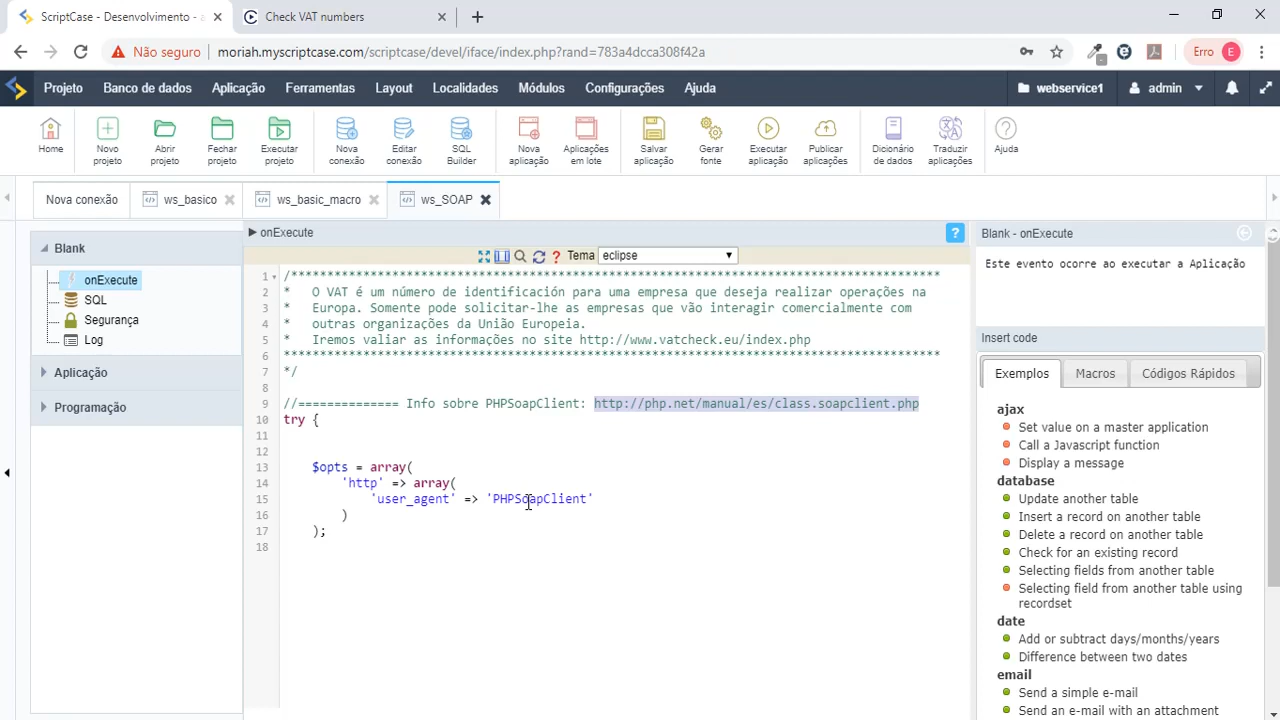 ScriptCase - Desenvolvimento - a
Check VAT numbers
Não seguro
moriah.myscriptcase.com/scriptcase/devel/iface/index.php?rand=783a4dcca308f42a
Erro
E
Projeto
Banco de dados
Aplicação
Ferramentas
Layout
Localidades
Módulos
Configurações
Ajuda
webservice1
admin
Home
Novo projeto
Abrir projeto
Fechar projeto
Executar projeto
Nova conexão
Editar conexão
SQL Builder
Nova aplicação
Aplicações em lote
Salvar aplicação
Gerar fonte
Executar aplicação
Publicar aplicações
Dicionário de dados
Traduzir aplicações
Ajuda
Nova conexão
ws_basico
ws_basic_macro
ws_SOAP
Blank
onExecute
SQL
Segurança
Log
Aplicação
Programação
onExecute
?
Tema
eclipse
1 /******************************************************************************************
2 * O VAT é um número de identificación para uma empresa que deseja realizar operações na
3 * Europa. Somente pode solicitar-lhe as empresas que vão interagir comercialmente com
4 * outras organizações da União Europeia.
5 * Iremos valiar as informações no site http://www.vatcheck.eu/index.php
6 *******************************************************************************************
7 */
8
9 //============== Info sobre PHPSoapClient: http://php.net/manual/es/class.soapclient.php
10 try {
11
12
13 $opts = array(
14 'http' => array(
15 'user_agent' => 'PHPSoapClient'
16 )
17 );
18
Blank - onExecute
Este evento ocorre ao executar a Aplicação
Insert code
Exemplos
Macros
Códigos Rápidos
ajax
Set value on a master application
Call a Javascript function
Display a message
database
Update another table
Insert a record on another table
Delete a record on another table
Check for an existing record
Selecting fields from another table
Selecting field from another table using
recordset
date
Add or subtract days/months/years
Difference between two dates
email
Send a simple e-mail
Send an e-mail with an attachment